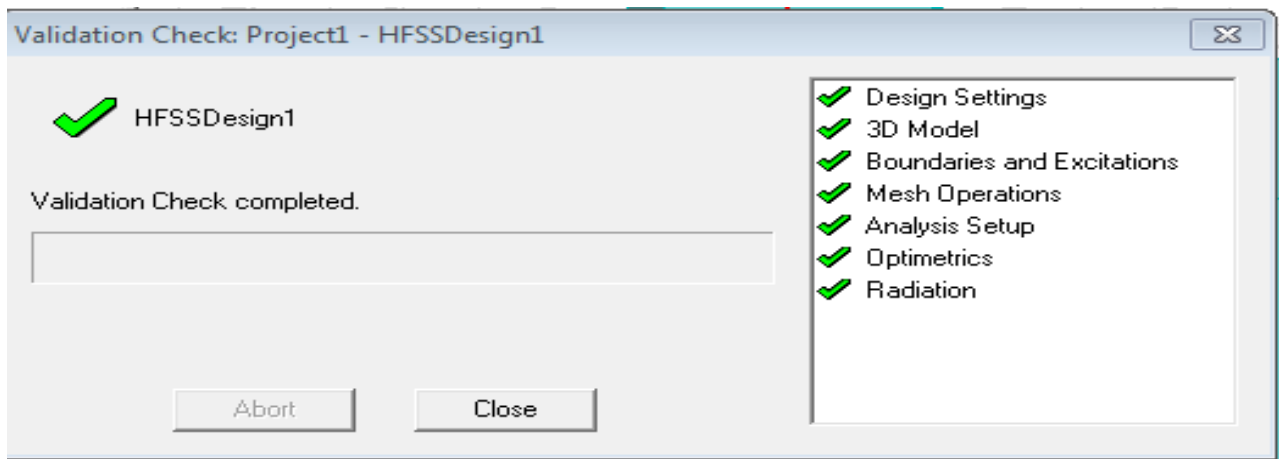 Validation Check: Project1 - HFSSDesign1
HFSSDesign1
Validation Check completed.
Abort
Close
Design Settings
3D Model
Boundaries and Excitations
Mesh Operations
Analysis Setup
Optimetrics
Radiation